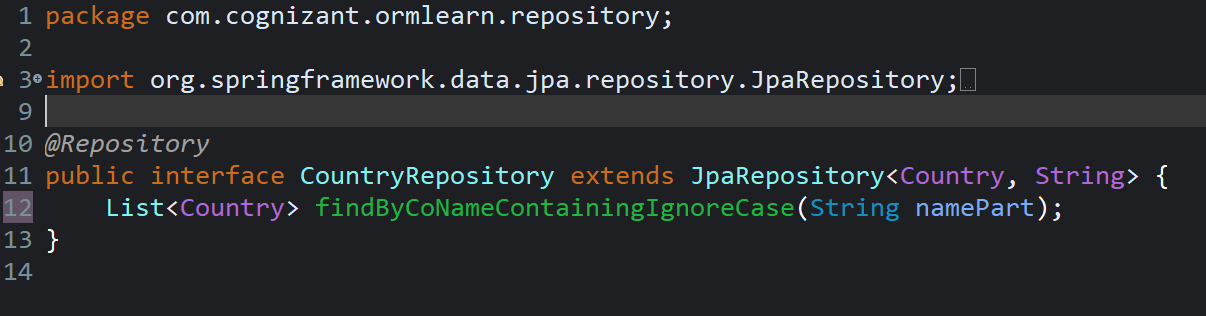 1 package com.cognizant.ormlearn.repository;
2
3 import org.springframework.data.jpa.repository.JpaRepository;
9
10 @Repository
11 public interface CountryRepository extends JpaRepository<Country, String> {
12     List<Country> findByCoNameContainingIgnoreCase(String namePart);
13 }
14